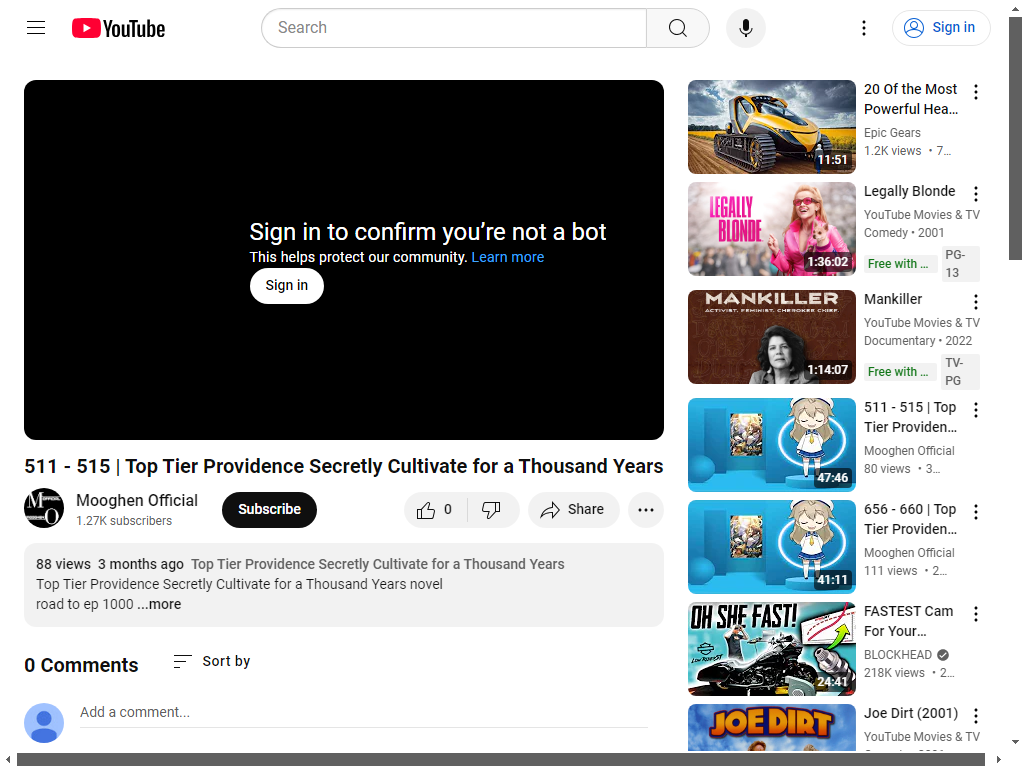 YouTube
Search
Sign in
Sign in to confirm you’re not a bot
This helps protect our community. Learn more
Sign in
511 - 515 | Top Tier Providence Secretly Cultivate for a Thousand Years
Mooghen Official
1.27K subscribers
Subscribe
0
Share
88 views 3 months ago Top Tier Providence Secretly Cultivate for a Thousand Years
Top Tier Providence Secretly Cultivate for a Thousand Years novel
road to ep 1000 ...more
0 Comments
Sort by
Add a comment...
11:51
20 Of the Most
Powerful Hea...
Epic Gears
1.2K views • 7...
LEGALLY
BLONDE
1:36:02
Legally Blonde
YouTube Movies & TV
Comedy • 2001
Free with ...
PG-
13
MANKILLER
ACTIVIST. FEMINIST. CHEROKEE CHIEF.
1:14:07
Mankiller
YouTube Movies & TV
Documentary • 2022
Free with ...
TV-
PG
47:46
511 - 515 | Top
Tier Providen...
Mooghen Official
80 views • 3...
41:11
656 - 660 | Top
Tier Providen...
Mooghen Official
111 views • 2...
OH SHE FAST!
24:41
FASTEST Cam
For Your...
BLOCKHEAD
218K views • 2...
JOE DIRT
Joe Dirt (2001)
YouTube Movies & TV